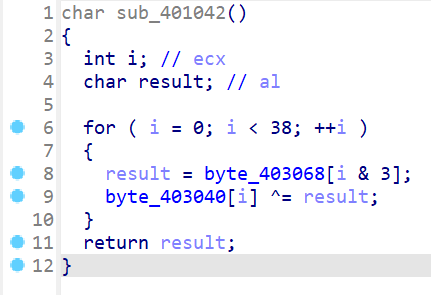 1 char sub_401042()
2 {
3   int i; // ecx
4   char result; // al
5
6   for ( i = 0; i < 38; ++i )
7   {
8     result = byte_403068[i & 3];
9     byte_403040[i] ^= result;
10   }
11   return result;
12 }